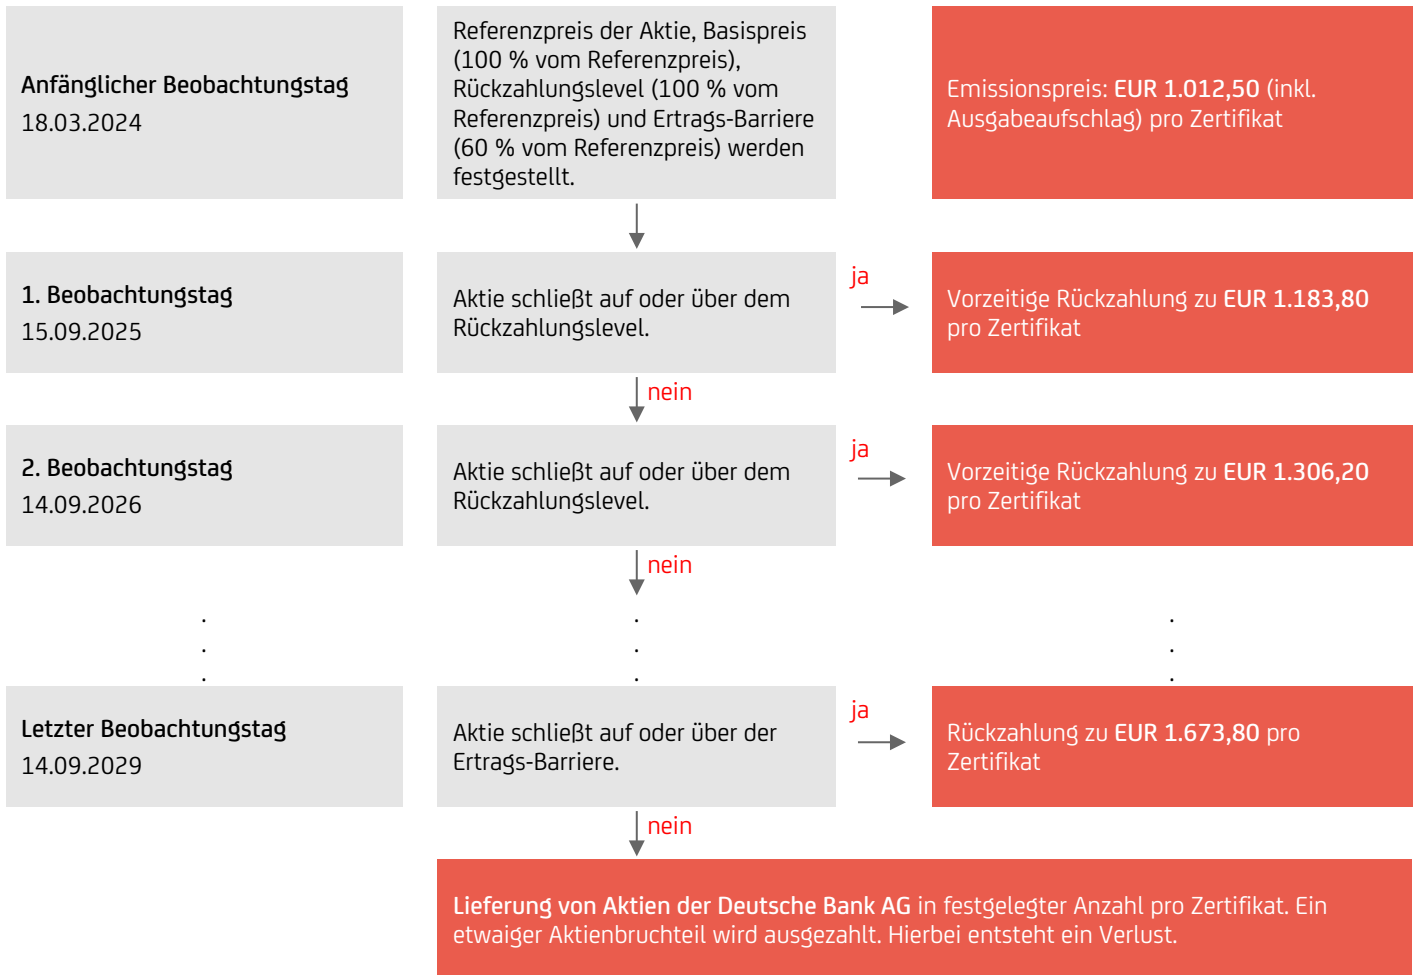 Anfänglicher Beobachtungstag
18.03.2024
Referenzpreis der Aktie, Basispreis
(100 % vom Referenzpreis),
Rückzahlungslevel (100 % vom
Referenzpreis) und Ertrags-Barriere
(60 % vom Referenzpreis) werden
festgestellt.
Emissionspreis: EUR 1.012,50 (inkl.
Ausgabeaufschlag) pro Zertifikat
1. Beobachtungstag
15.09.2025
Aktie schließt auf oder über dem
Rückzahlungslevel.
ja
Vorzeitige Rückzahlung zu EUR 1.183,80
pro Zertifikat
nein
2. Beobachtungstag
14.09.2026
Aktie schließt auf oder über dem
Rückzahlungslevel.
ja
Vorzeitige Rückzahlung zu EUR 1.306,20
pro Zertifikat
nein
. . .
. . .
. . .
Letzter Beobachtungstag
14.09.2029
Aktie schließt auf oder über der
Ertrags-Barriere.
ja
Rückzahlung zu EUR 1.673,80 pro
Zertifikat
nein
Lieferung von Aktien der Deutsche Bank AG in festgelegter Anzahl pro Zertifikat. Ein
etwaiger Aktienbruchteil wird ausgezahlt. Hierbei entsteht ein Verlust.